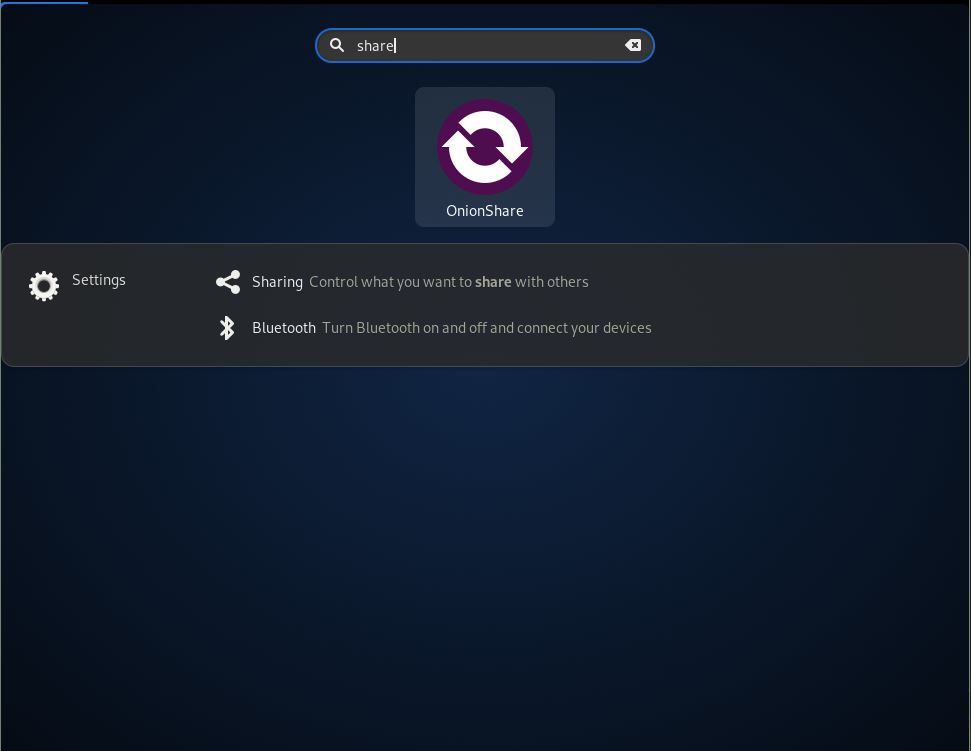 share
OnionShare
Settings
Sharing Control what you want to share with others
Bluetooth Turn Bluetooth on and off and connect your devices